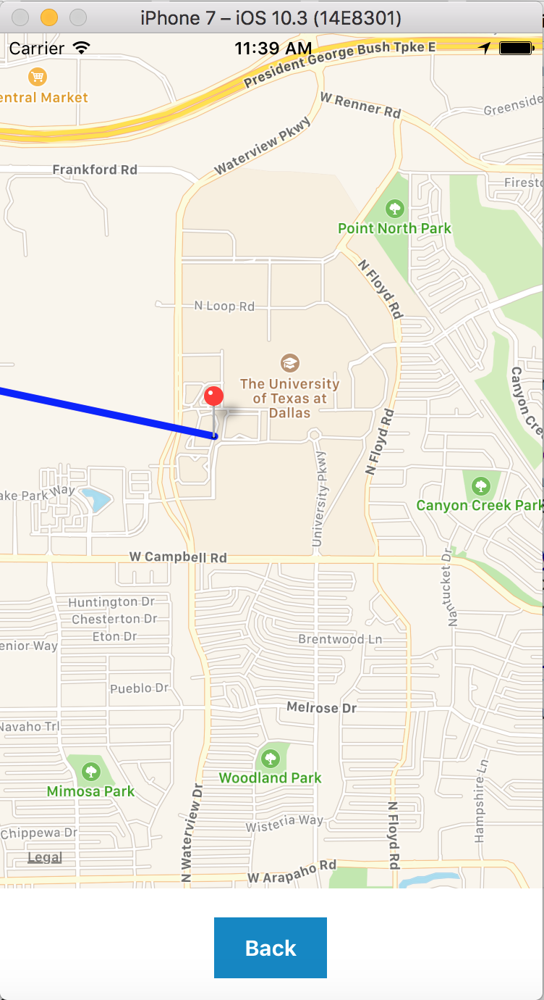 iPhone 7 – iOS 10.3 (14E8301)
Carrier
11:39 AM
President George Bush Tpke E
entral Market
W Renner Rd
Greenside
Waterview Pkwy
Frankford Rd
Firesto
Point North Park
N Floyd Rd
N Loop Rd
The University
of Texas at
Dallas
Canyon Cre
N Floyd Rd
University Pkwy
ake Park Way
Canyon Creek Park
W Campbell Rd
Nantucket Dr
Huntington Dr
Chesterton Dr
Eton Dr
enior Way
Brentwood Ln
Pueblo Dr
Melrose Dr
Navaho Trl
Woodland Park
Mimosa Park
Hampshire Ln
N Waterview Dr
Wisteria Way
N Floyd Rd
Chippewa Dr
Legal
W Arapaho Rd
Back